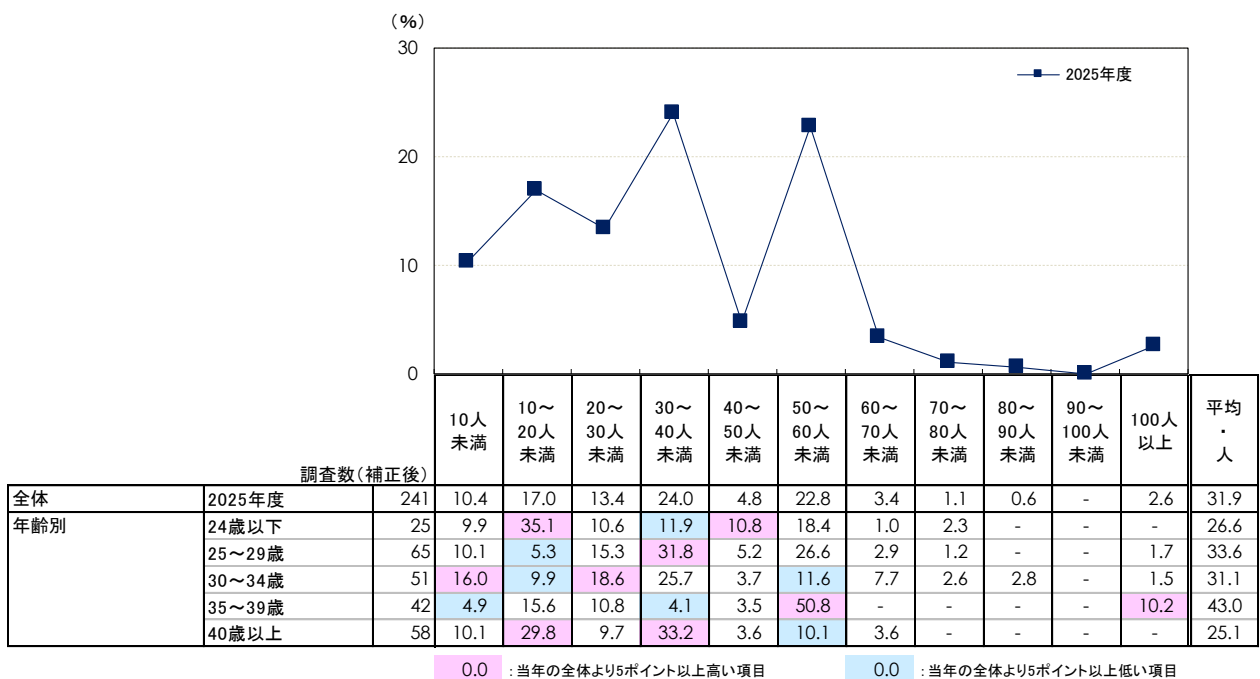 （%）
30
20
10
0
2025年度
10人
未満
10～
20人
未満
20～
30人
未満
30～
40人
未満
40～
50人
未満
50～
60人
未満
60～
70人
未満
70～
80人
未満
80～
90人
未満
90～
100人
未満
100人
以上
平均
・
人
調査数(補正後)
全体 2025年度 241 10.4 17.0 13.4 24.0 4.8 22.8 3.4 1.1 0.6 - 2.6 31.9
年齢別 24歳以下 25 9.9 35.1 10.6 11.9 10.8 18.4 1.0 2.3 - - - 26.6
25～29歳 65 10.1 5.3 15.3 31.8 5.2 26.6 2.9 1.2 - - 1.7 33.6
30～34歳 51 16.0 9.9 18.6 25.7 3.7 11.6 7.7 2.6 2.8 - 1.5 31.1
35～39歳 42 4.9 15.6 10.8 4.1 3.5 50.8 - - - - 10.2 43.0
40歳以上 58 10.1 29.8 9.7 33.2 3.6 10.1 3.6 - - - - 25.1
0.0 ：当年の全体より5ポイント以上高い項目 0.0 ：当年の全体より5ポイント以上低い項目